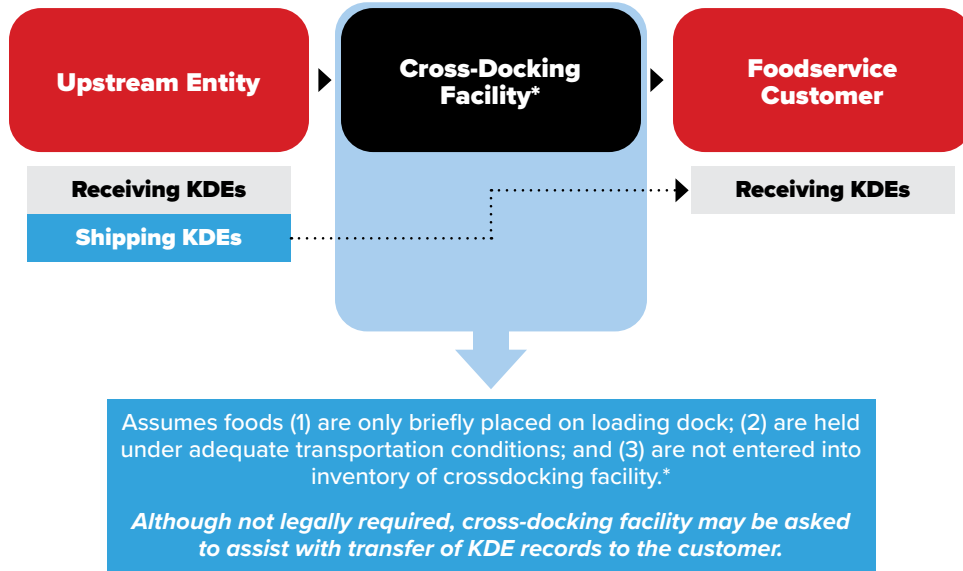 Upstream Entity
Cross-Docking
Facility*
Foodservice
Customer
Receiving KDEs
Shipping KDEs
Receiving KDEs
Assumes foods (1) are only briefly placed on loading dock; (2) are held
under adequate transportation conditions; and (3) are not entered into
inventory of crossdocking facility.*
Although not legally required, cross-docking facility may be asked
to assist with transfer of KDE records to the customer.